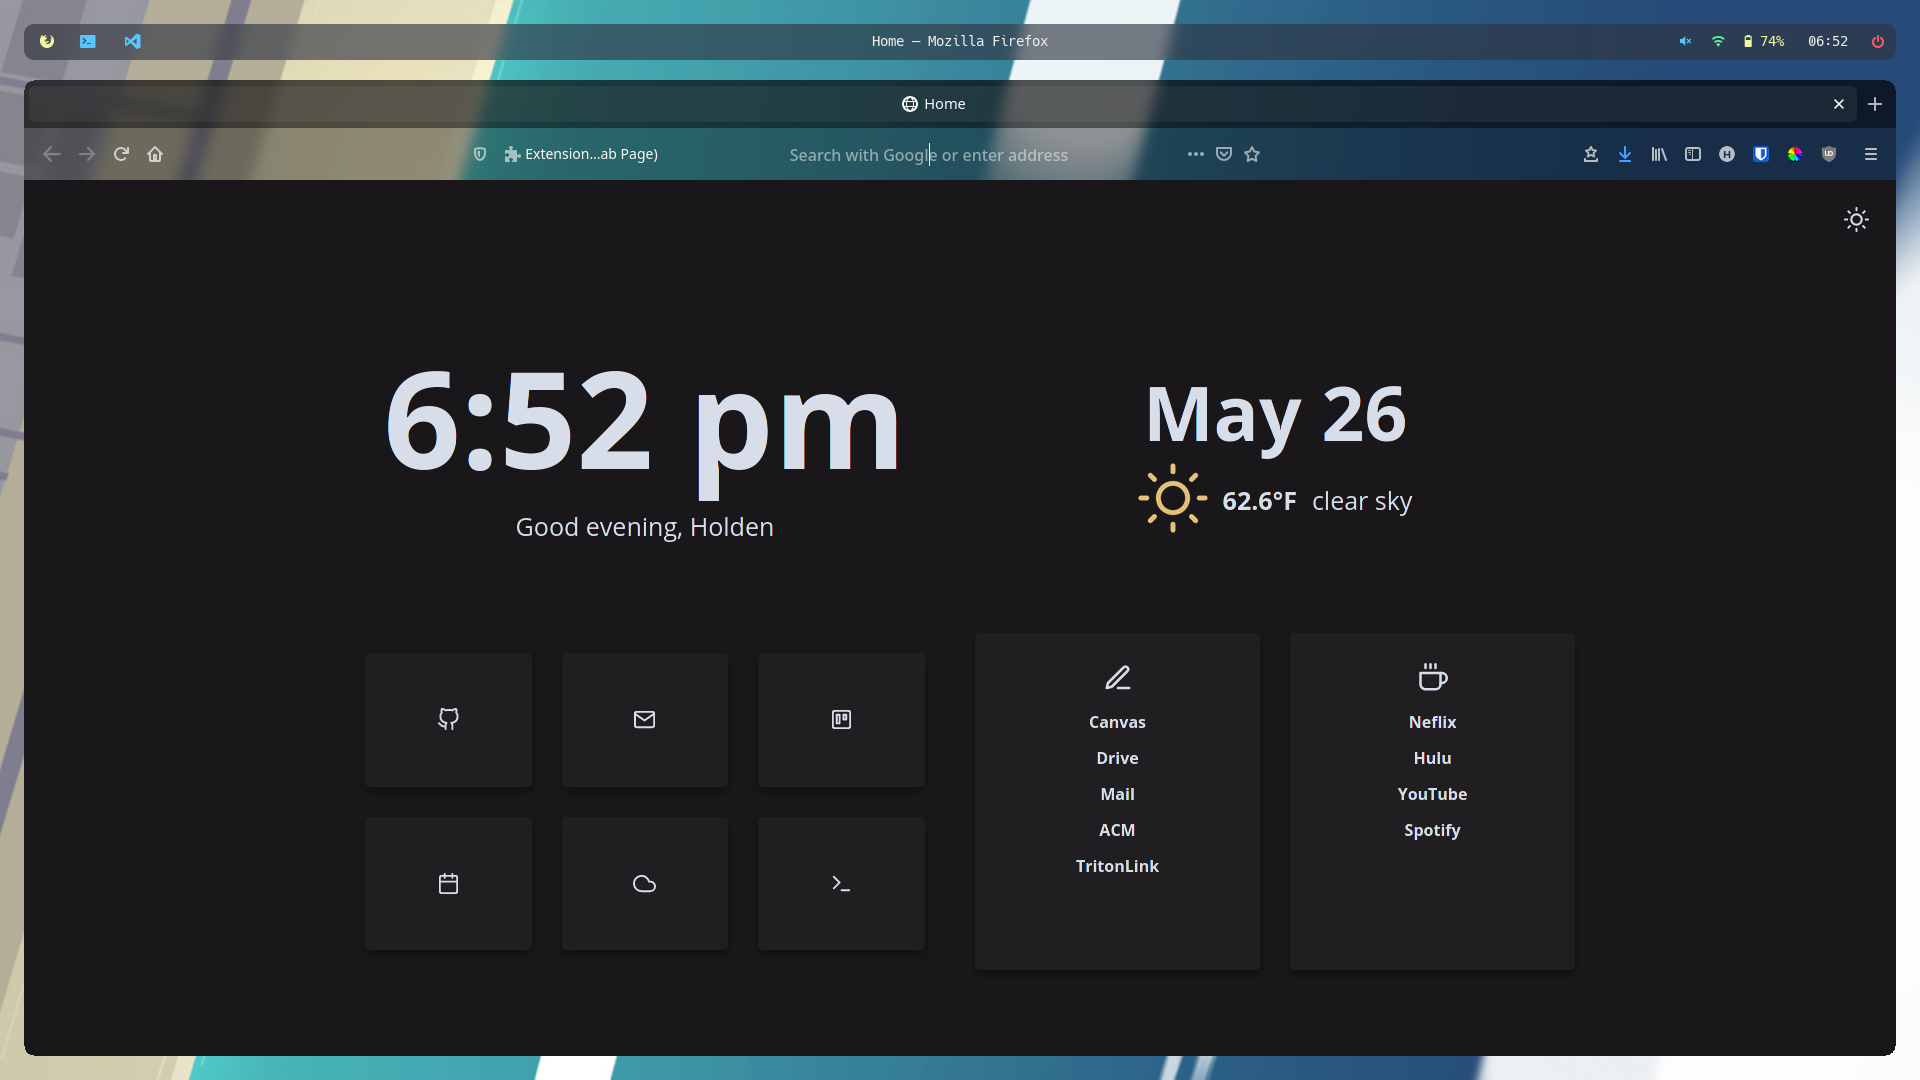 Home — Mozilla Firefox
74%
06:52
Home
Extension...ab Page)
Search with Google or enter address
6:52 pm
Good evening, Holden
May 26
62.6°F clear sky
Canvas
Drive
Mail
ACM
TritonLink
Neflix
Hulu
YouTube
Spotify